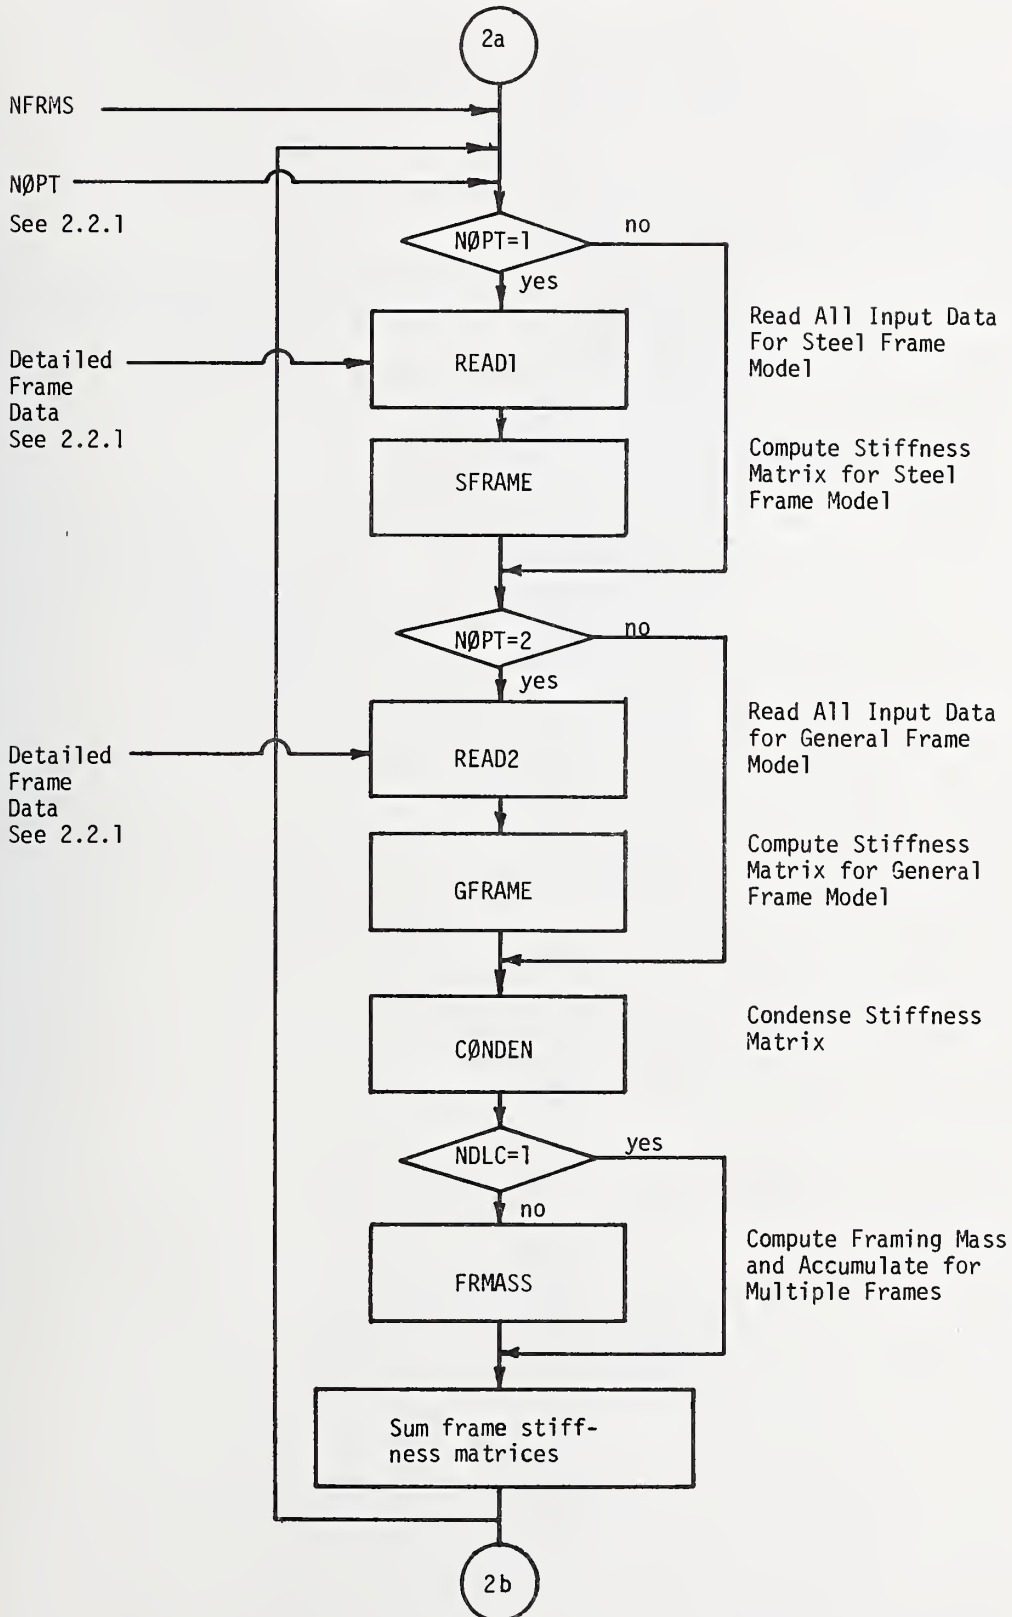 2a
NFRMS
NØPT
See 2.2.1
NØPT=1
no
yes
Detailed
Frame
Data
See 2.2.1
READ1
Read All Input Data
For Steel Frame
Model
SFRAME
Compute Stiffness
Matrix for Steel
Frame Model
NØPT=2
no
yes
Detailed
Frame
Data
See 2.2.1
READ2
Read All Input Data
for General Frame
Model
GFRAME
Compute Stiffness
Matrix for General
Frame Model
CØNDEN
Condense Stiffness
Matrix
NDLC=1
yes
no
FRMASS
Compute Framing Mass
and Accumulate for
Multiple Frames
Sum frame stiff-
ness matrices
2b